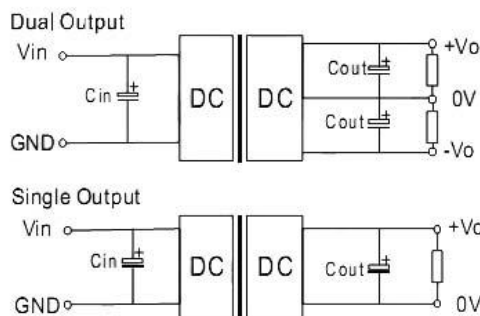 Dual Output
Vin
+
Cin
GND
DC
DC
+
Cout
+
Cout
+Vo
0V
-Vo
Single Output
Vin
+
Cin
GND
DC
DC
+
Cout
+Vo
0V